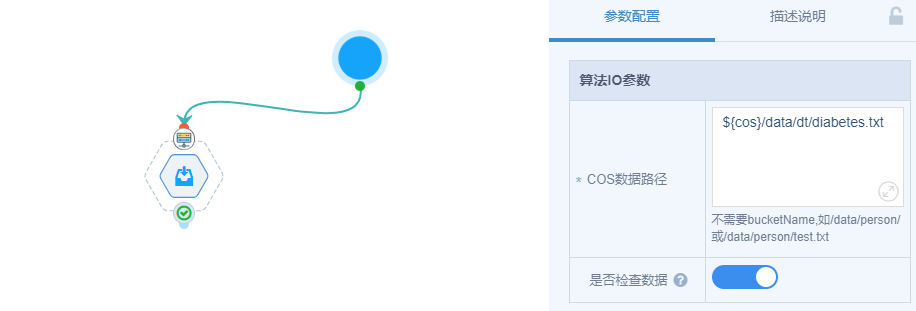 参数配置
描述说明
算法IO参数
* COS数据路径
${cos}/data/dt/diabetes.txt
不需要bucketName,如/data/person/
或/data/person/test.txt
是否检查数据 ?